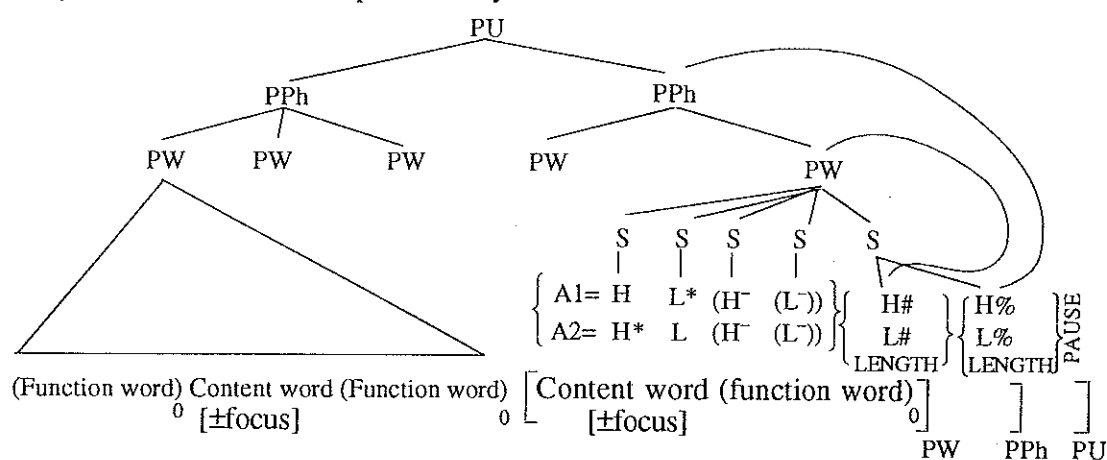 PU
PPh PPh
PW PW PW PW PW
S S S S S
A1= H L* (H⁻ (L⁻)) H# H%
A2= H* L (H⁻ (L⁻)) L# L%
LENGTH LENGTH PAUSE
(Function word) Content word (Function word) [Content word (function word)]
0 [±focus] 0 [±focus] 0 ] ]
PW PPh PU